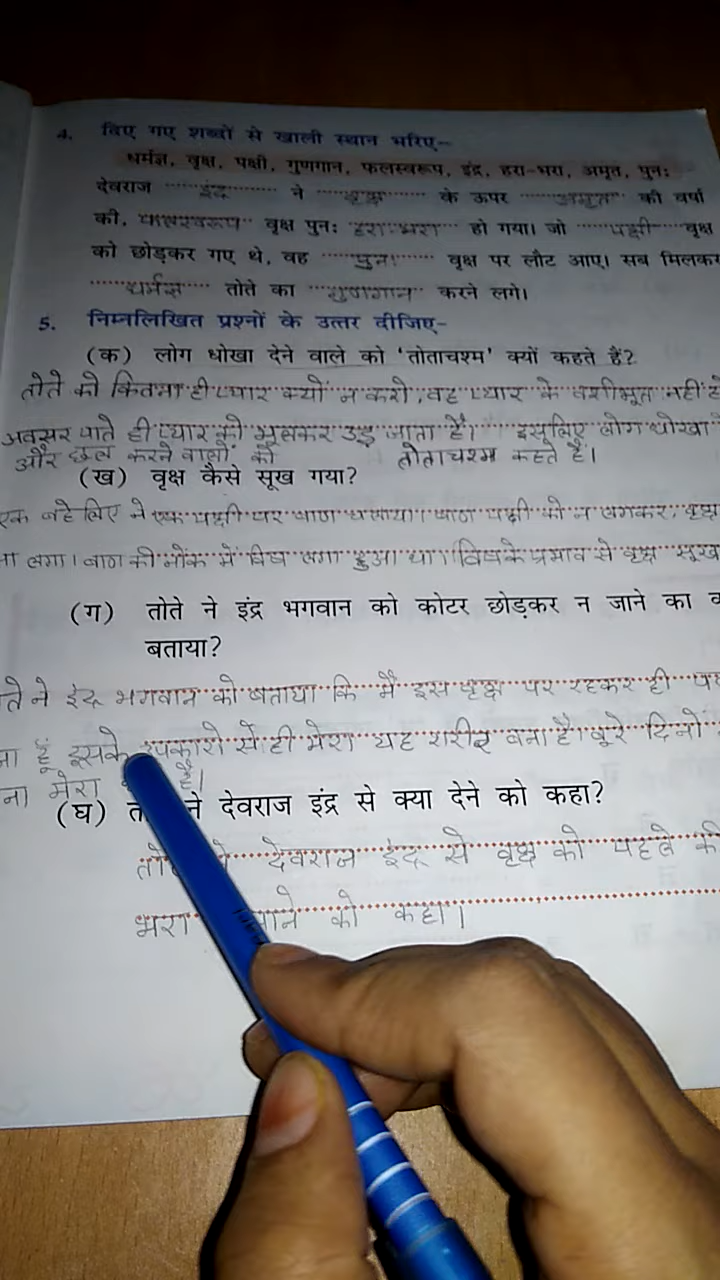 4. दिए गए शब्दों से खाली स्थान भरिए–
धर्मज्ञ, वृक्ष, पक्षी, गुणगान, फलस्वरूप, इंद्र, हरा-भरा, अमृत, पुनः
देवराज इंद्र ने वृक्ष के ऊपर अमृत की वर्षा
की, फलस्वरूप वृक्ष पुनः हरा-भरा हो गया। जो पक्षी वृक्ष
को छोड़कर गए थे, वह पुनः वृक्ष पर लौट आए। सब मिलकर
धर्मज्ञ तोते का गुणगान करने लगे।
5. निम्नलिखित प्रश्नों के उत्तर दीजिए–
(क) लोग धोखा देने वाले को 'तोताचश्म' क्यों कहते हैं?
तोते को कितना ही प्यार क्यों न करो, वह प्यार के वशीभूत नहीं
अवसर पाते ही प्यार को भूलकर उड़ जाता है। इसलिए लोग धोखा
और छल करने वालों को तोताचश्म कहते हैं।
(ख) वृक्ष कैसे सूख गया?
एक बहेलिए ने एक पक्षी पर बाण चलाया। बाण पक्षी को न लगकर, वृक्ष
लगा। बाण की नोंक में विष लगा हुआ था। विष के प्रभाव से वृक्ष सूख
(ग) तोते ने इंद्र भगवान को कोटर छोड़कर न जाने का
बताया?
ने इंद्र भगवान को बताया कि मैं इस वृक्ष पर रहकर ही
हूँ इसके उपकारो से ही मेरा यह शरीर बना है। बूरे दिनों
मेरा है।
(घ) ने देवराज इंद्र से क्या देने को कहा?
देवराज इंद्र से वृक्ष को पहले की
भरा को कहा।